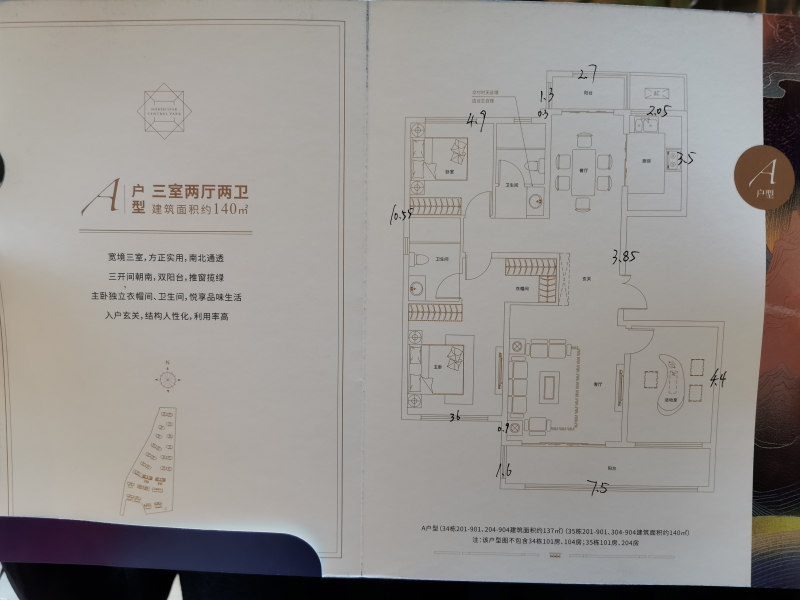 CENTRAL PARK
A
户型
三室两厅两卫
建筑面积约140㎡
宽境三室,方正实用,南北通透
三开间朝南,双阳台,推窗揽绿
主卧独立衣帽间、卫生间,悦享品味生活
入户玄关,结构人性化,利用率高
N
2.7
阳台
1.3
0.3
4.9
2.05
厨房
3.5
卧室
卫生间
餐厅
A
户型
10.55
卫生间
3.85
衣帽间
玄关
主卧
客厅
4.4
活动室
3.6
0.9
1.6
阳台
7.5
A户型(34栋201-901、204-904建筑面积约137㎡)(35栋201-901、304-904建筑面积约140㎡)
注:该户型图不包含34栋101房、104房;35栋101房、204房